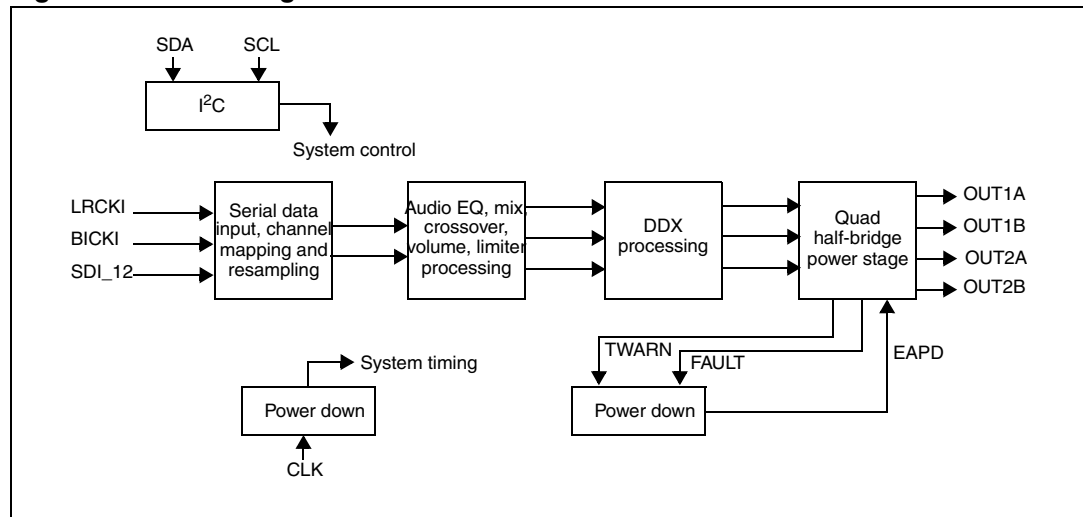 SDA SCL
I²C
System control
LRCKI
BICKI
SDI_12
Serial data
input, channel
mapping and
resampling
Audio EQ, mix,
crossover,
volume, limiter
processing
DDX
processing
Quad
half-bridge
power stage
OUT1A
OUT1B
OUT2A
OUT2B
TWARN
FAULT
EAPD
System timing
Power down
CLK
Power down